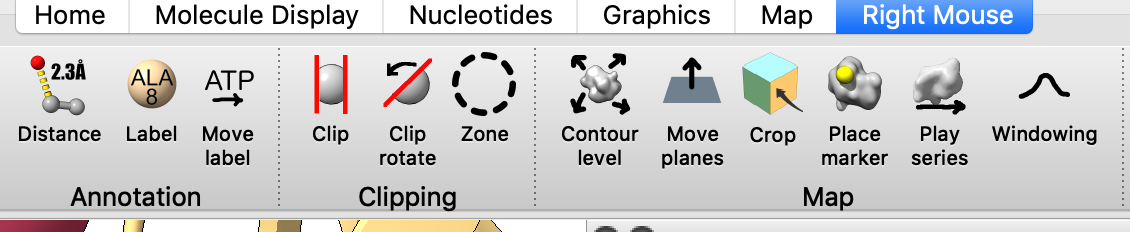 Home Molecule Display Nucleotides Graphics Map Right Mouse
2.3Å ALA
8 ATP
Distance Label Move
label Clip Clip
rotate Zone Contour
level Move
planes Crop Place
marker Play
series Windowing
Annotation Clipping Map